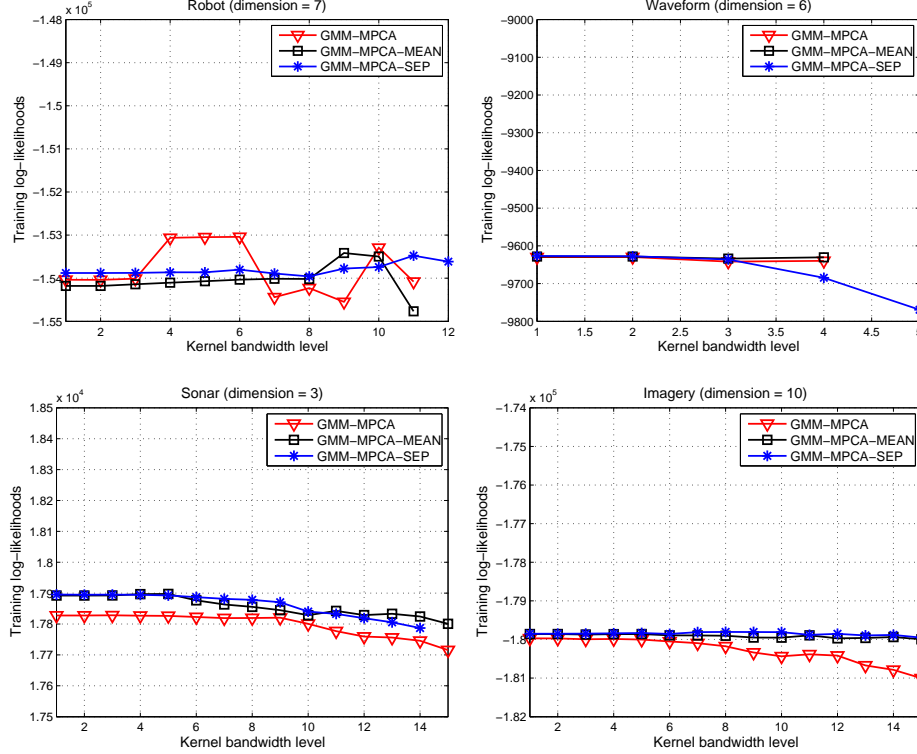 Robot (dimension = 7)
x 10^5
−1.48
−1.49
−1.5
−1.52
−1.53
−1.54
−1.55
2
4
6
8
10
12
Training log−likelihoods
Kernel bandwidth level
GMM−MPCA
GMM−MPCA−MEAN
GMM−MPCA−SEP
Waveform (dimension = 6)
−9000
−9100
−9200
−9300
−9400
−9500
−9600
−9700
−9800
1
1.5
2
2.5
3
3.5
4
4.5
Training log−likelihoods
Kernel bandwidth level
GMM−MPCA
GMM−MPCA−MEAN
GMM−MPCA−SEP
Sonar (dimension = 3)
x 10^4
1.85
1.84
1.83
1.82
1.8
1.79
1.78
1.77
1.76
1.75
2
4
6
8
10
12
14
Training log−likelihoods
Kernel bandwidth level
GMM−MPCA
GMM−MPCA−MEAN
GMM−MPCA−SEP
Imagery (dimension = 10)
x 10^5
−1.74
−1.75
−1.76
−1.77
−1.79
−1.8
−1.81
−1.82
2
4
6
8
10
12
14
Training log−likelihoods
Kernel bandwidth level
GMM−MPCA
GMM−MPCA−MEAN
GMM−MPCA−SEP